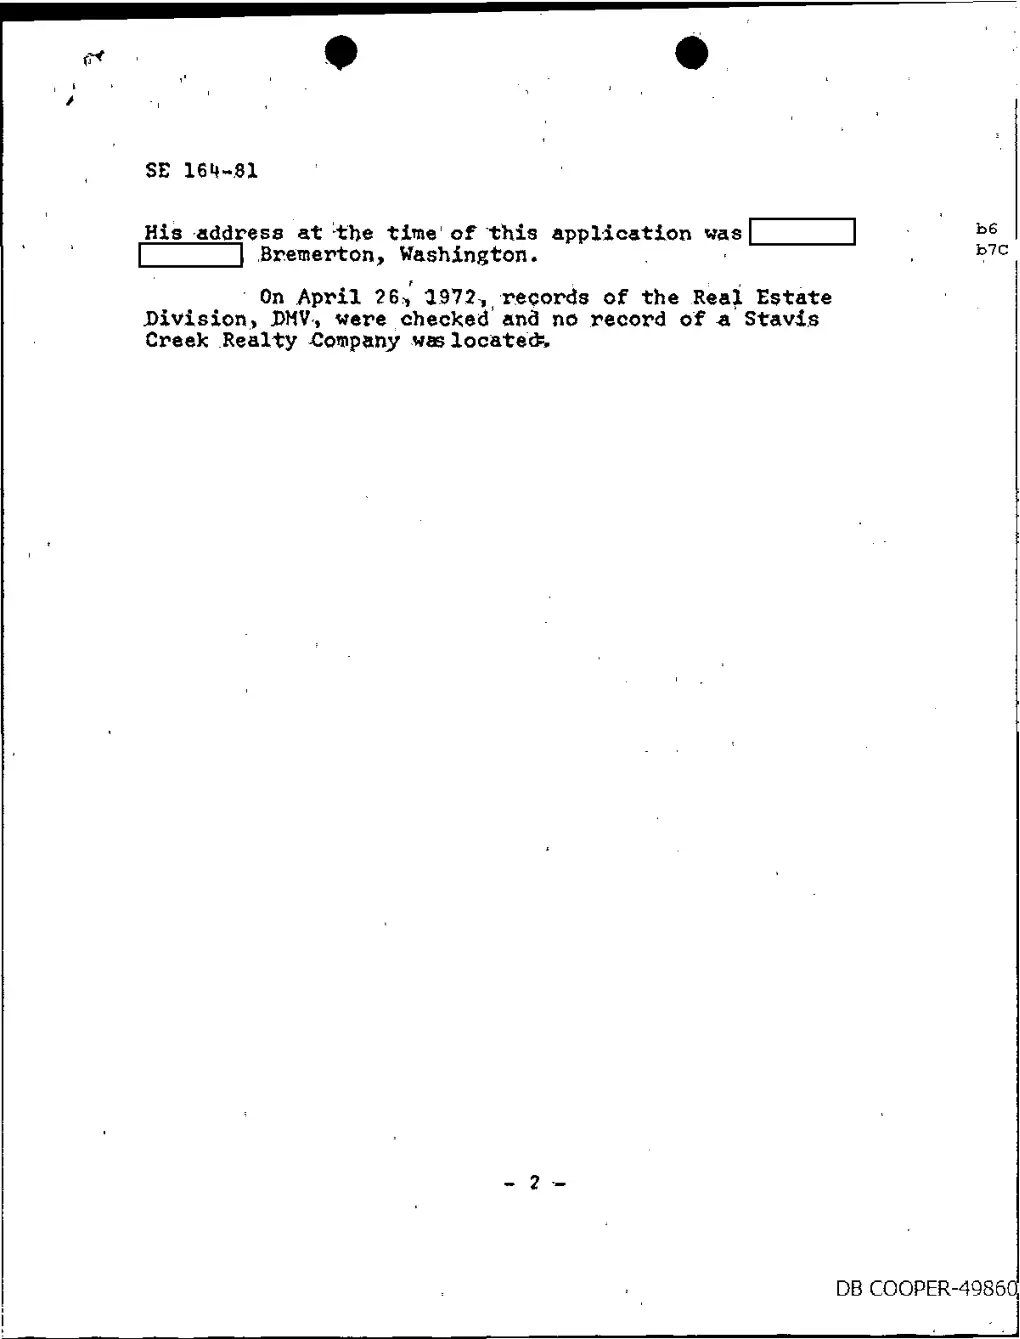 SE 164-81
His address at the time of this application was
b6
Bremerton, Washington.
b7C
On April 26, 1972, records of the Real Estate
Division, DMV, were checked and no record of a Stavis
Creek Realty Company was located.
- 2 -
DB COOPER-49860